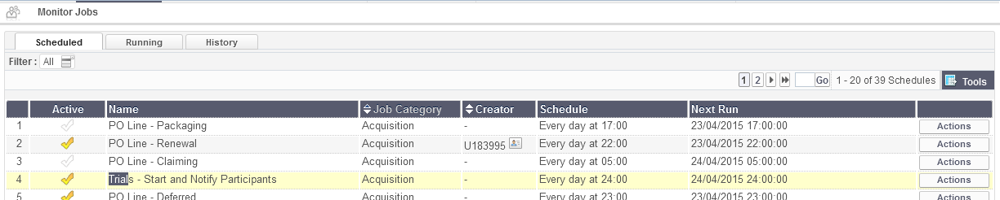 Monitor Jobs
Scheduled Running History
Filter : All
1 2 Go 1 - 20 of 39 Schedules Tools
Active Name Job Category Creator Schedule Next Run
1 PO Line - Packaging Acquisition - Every day at 17:00 23/04/2015 17:00:00 Actions
2 PO Line - Renewal Acquisition U183995 Every day at 22:00 23/04/2015 22:00:00 Actions
3 PO Line - Claiming Acquisition - Every day at 05:00 24/04/2015 05:00:00 Actions
4 Trials - Start and Notify Participants Acquisition - Every day at 24:00 24/04/2015 24:00:00 Actions
5 PO Line - Deferred Acquisition - Every day at 23:00 23/04/2015 23:00:00 Actions